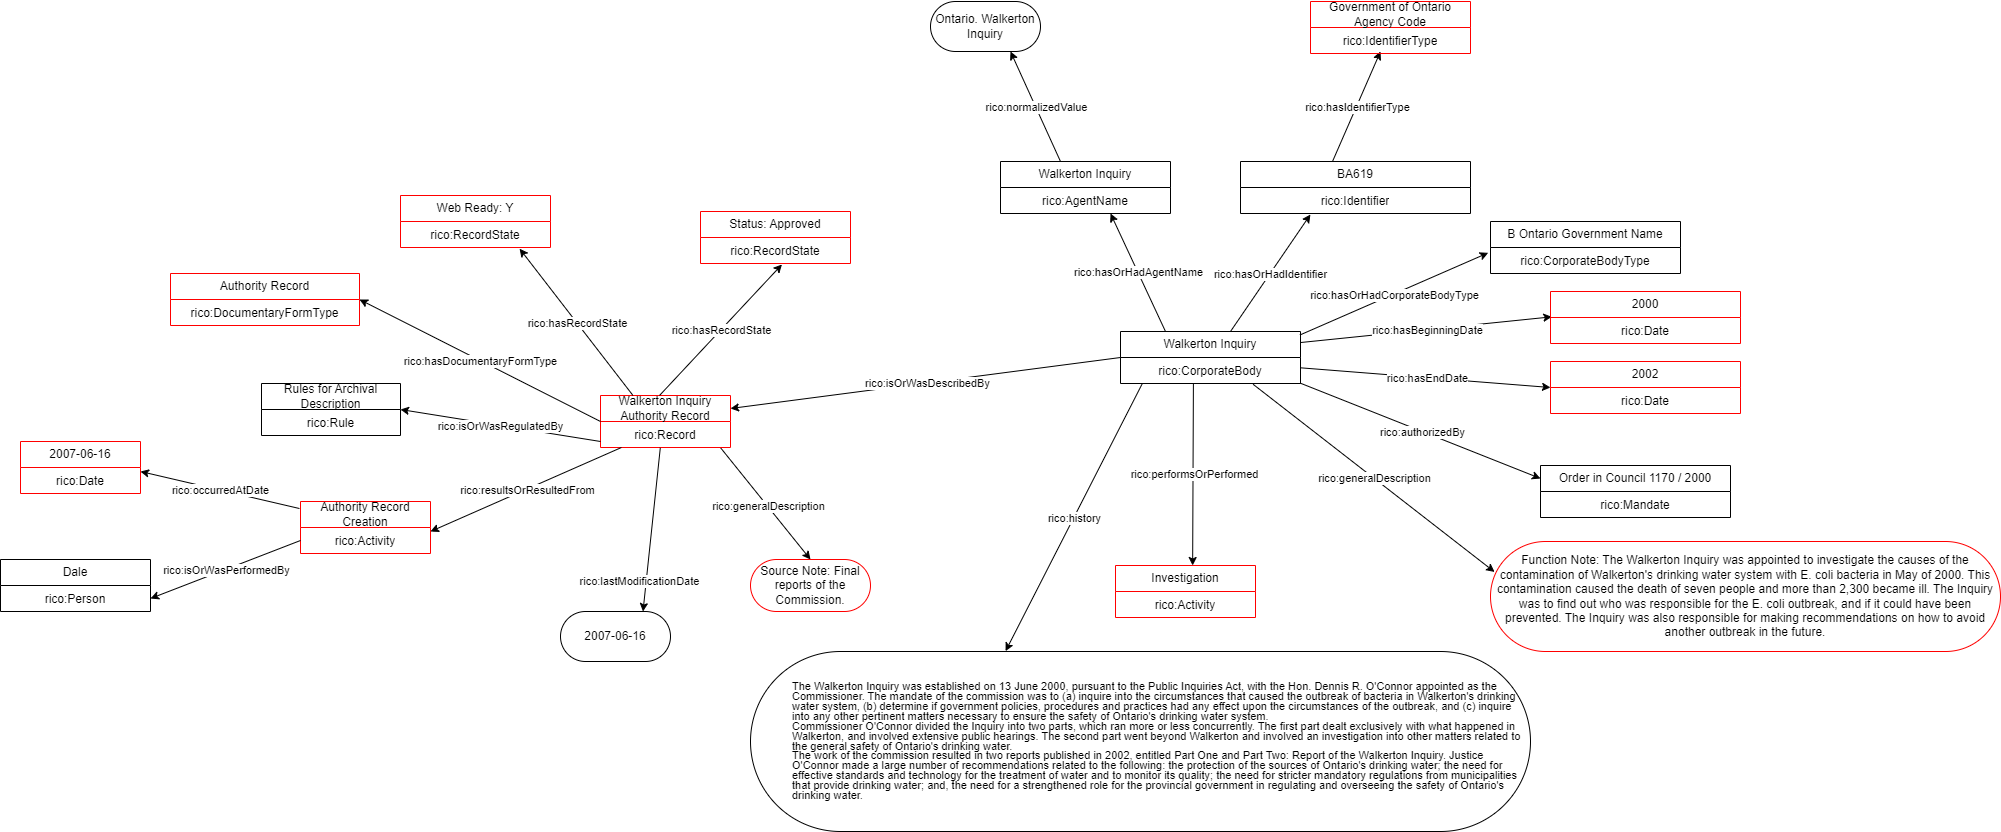 Ontario. Walkerton
Inquiry
Government of Ontario
Agency Code
rico:IdentifierType
rico:normalizedValue
rico:hasIdentifierType
Walkerton Inquiry
rico:AgentName
BA619
rico:Identifier
Web Ready: Y
rico:RecordState
Status: Approved
rico:RecordState
B Ontario Government Name
rico:CorporateBodyType
rico:hasOrHadAgentName
rico:hasOrHadIdentifier
rico:hasOrHadCorporateBodyType
Authority Record
rico:DocumentaryFormType
rico:hasRecordState
rico:hasRecordState
2000
rico:Date
rico:hasBeginningDate
Walkerton Inquiry
rico:CorporateBody
rico:hasDocumentaryFormType
rico:isOrWasDescribedBy
rico:hasEndDate
2002
rico:Date
Rules for Archival
Description
rico:Rule
rico:isOrWasRegulatedBy
Walkerton Inquiry
Authority Record
rico:Record
rico:authorizedBy
2007-06-16
rico:Date
rico:occurredAtDate
rico:resultsOrResultedFrom
rico:generalDescription
rico:performsOrPerformed
rico:generalDescription
Order in Council 1170 / 2000
rico:Mandate
Authority Record
Creation
rico:Activity
rico:history
Dale
rico:Person
rico:isOrWasPerformedBy
rico:lastModificationDate
Source Note: Final
reports of the
Commission.
Investigation
rico:Activity
Function Note: The Walkerton Inquiry was appointed to investigate the causes of the
contamination of Walkerton's drinking water system with E. coli bacteria in May of 2000. This
contamination caused the death of seven people and more than 2,300 became ill. The Inquiry
was to find out who was responsible for the E. coli outbreak, and if it could have been
prevented. The Inquiry was also responsible for making recommendations on how to avoid
another outbreak in the future.
2007-06-16
The Walkerton Inquiry was established on 13 June 2000, pursuant to the Public Inquiries Act, with the Hon. Dennis R. O'Connor appointed as the
Commissioner. The mandate of the commission was to (a) inquire into the circumstances that caused the outbreak of bacteria in Walkerton's drinking
water system, (b) determine if government policies, procedures and practices had any effect upon the circumstances of the outbreak, and (c) inquire
into any other pertinent matters necessary to ensure the safety of Ontario's drinking water system.
Commissioner O'Connor divided the Inquiry into two parts, which ran more or less concurrently. The first part dealt exclusively with what happened in
Walkerton, and involved extensive public hearings. The second part went beyond Walkerton and involved an investigation into other matters related to
the general safety of Ontario's drinking water.
The work of the commission resulted in two reports published in 2002, entitled Part One and Part Two: Report of the Walkerton Inquiry. Justice
O'Connor made a large number of recommendations related to the following: the protection of the sources of Ontario's drinking water; the need for
effective standards and technology for the treatment of water and to monitor its quality; the need for stricter mandatory regulations from municipalities
that provide drinking water; and, the need for a strengthened role for the provincial government in regulating and overseeing the safety of Ontario's
drinking water.